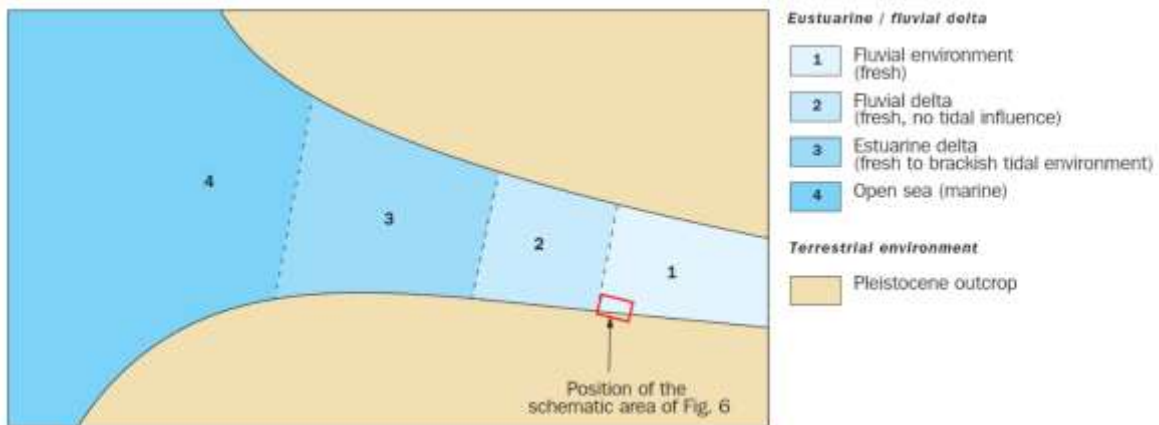 Eustuarine / fluvial delta
1 Fluvial environment
(fresh)
2 Fluvial delta
(fresh, no tidal influence)
3 Estuarine delta
(fresh to brackish tidal environment)
4 Open sea (marine)
Terrestrial environment
Pleistocene outcrop
4
3
2
1
Position of the
schematic area of Fig. 6